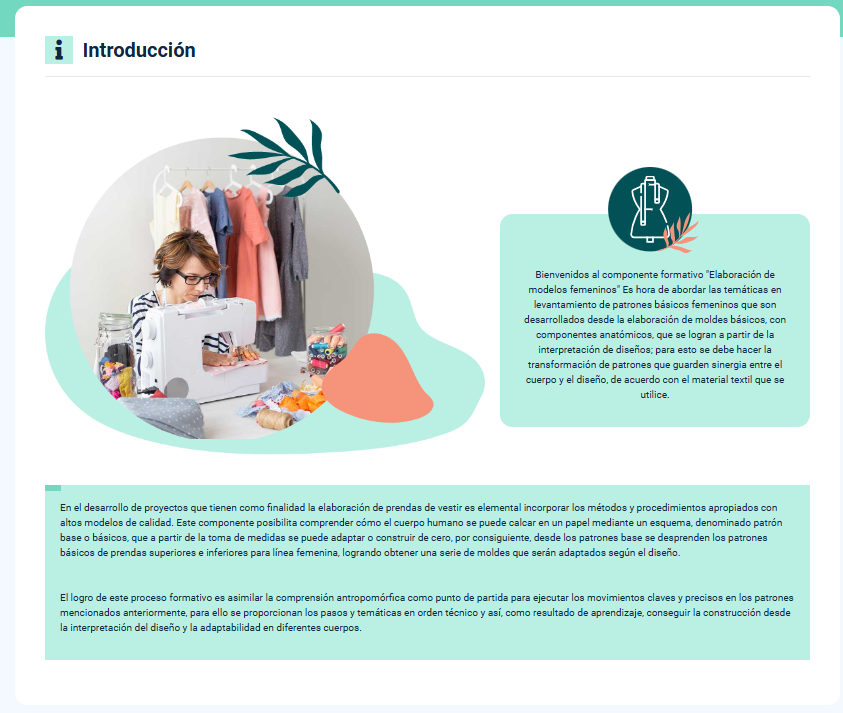 Introducción
Bienvenidos al componente formativo "Elaboración de
modelos femeninos" Es hora de abordar las temáticas en
levantamiento de patrones básicos femeninos que son
desarrollados desde la elaboración de moldes básicos, con
componentes anatómicos, que se logran a partir de la
interpretación de diseños; para esto se debe hacer la
transformación de patrones que guarden sinergia entre el
cuerpo y el diseño, de acuerdo con el material textil que se
utilice.
En el desarrollo de proyectos que tienen como finalidad la elaboración de prendas de vestir es elemental incorporar los métodos y procedimientos apropiados con
altos modelos de calidad. Este componente posibilita comprender cómo el cuerpo humano se puede calcar en un papel mediante un esquema, denominado patrón
base o básicos, que a partir de la toma de medidas se puede adaptar o construir de cero, por consiguiente, desde los patrones base se desprenden los patrones
básicos de prendas superiores e inferiores para línea femenina, logrando obtener una serie de moldes que serán adaptados según el diseño.
El logro de este proceso formativo es asimilar la comprensión antropomórfica como punto de partida para ejecutar los movimientos claves y precisos en los patrones
mencionados anteriormente, para ello se proporcionan los pasos y temáticas en orden técnico y así, como resultado de aprendizaje, conseguir la construcción desde
la interpretación del diseño y la adaptabilidad en diferentes cuerpos.